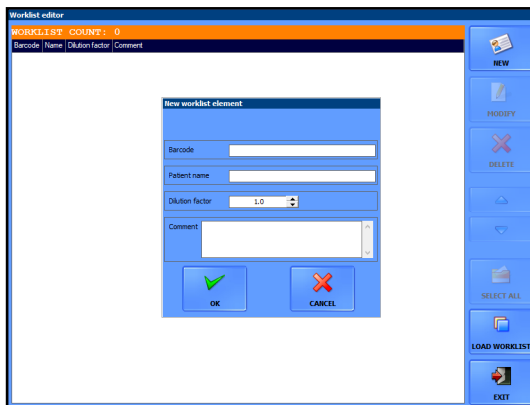 Worklist editor
WORKLIST COUNT: 0
Barcode Name Dilution factor Comment
New worklist element
Barcode
Patient name
Dilution factor 1.0
Comment
OK CANCEL
NEW
MODIFY
DELETE
SELECT ALL
LOAD WORKLIST
EXIT